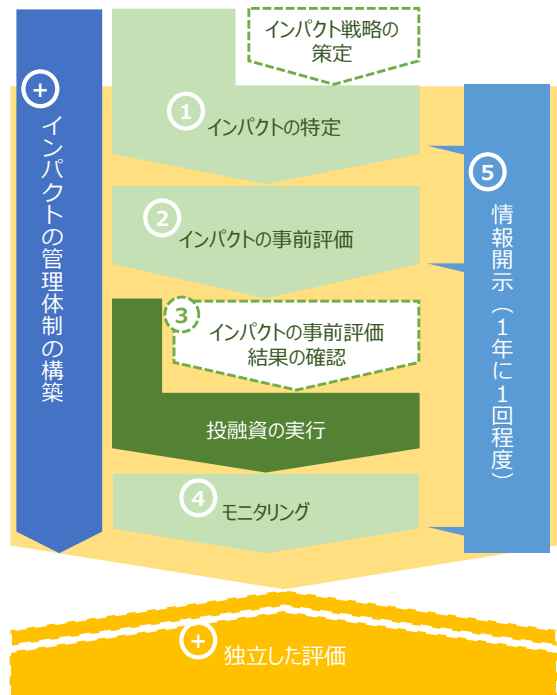 インパクト戦略の
策定
+
インパクトの管理体制の構築
1
インパクトの特定
2
インパクトの事前評価
3
インパクトの事前評価
結果の確認
投融資の実行
4
モニタリング
5
情報開示（1年に1回程度）
+
独立した評価